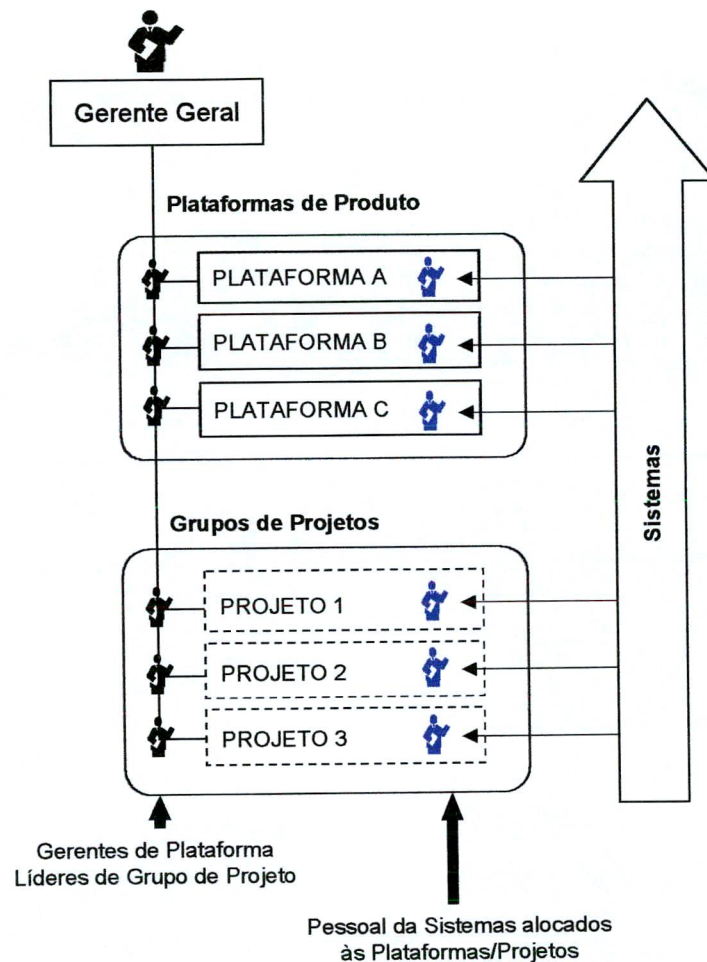 Gerente Geral
Plataformas de Produto
PLATAFORMA A
PLATAFORMA B
PLATAFORMA C
Sistemas
Grupos de Projetos
PROJETO 1
PROJETO 2
PROJETO 3
Gerentes de Plataforma
Líderes de Grupo de Projeto
Pessoal da Sistemas alocados
às Plataformas/Projetos